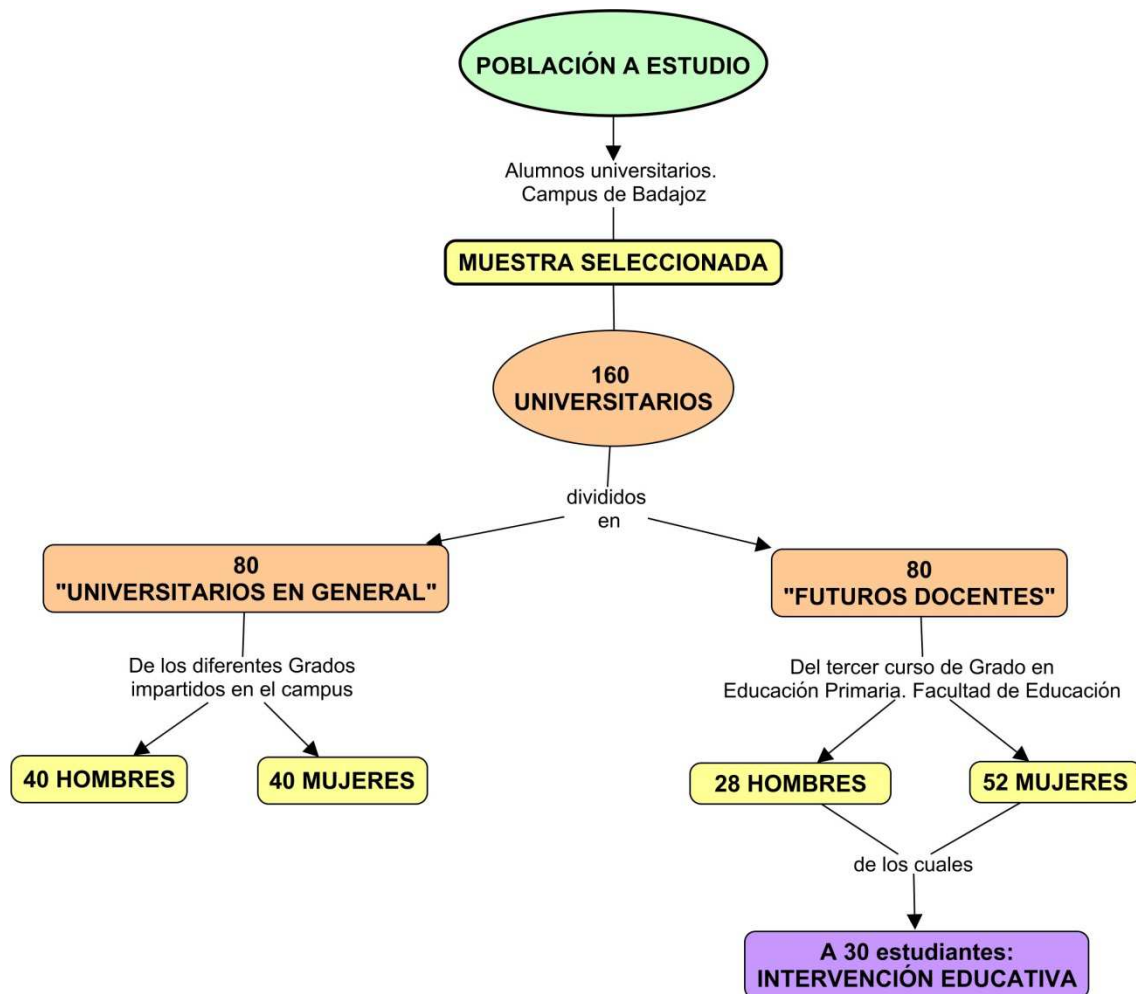 POBLACIÓN A ESTUDIO
Alumnos universitarios.
Campus de Badajoz
MUESTRA SELECCIONADA
160
UNIVERSITARIOS
divididos
en
80
"UNIVERSITARIOS EN GENERAL"
De los diferentes Grados
impartidos en el campus
40 HOMBRES
40 MUJERES
80
"FUTUROS DOCENTES"
Del tercer curso de Grado en
Educación Primaria. Facultad de Educación
28 HOMBRES
52 MUJERES
de los cuales
A 30 estudiantes:
INTERVENCIÓN EDUCATIVA